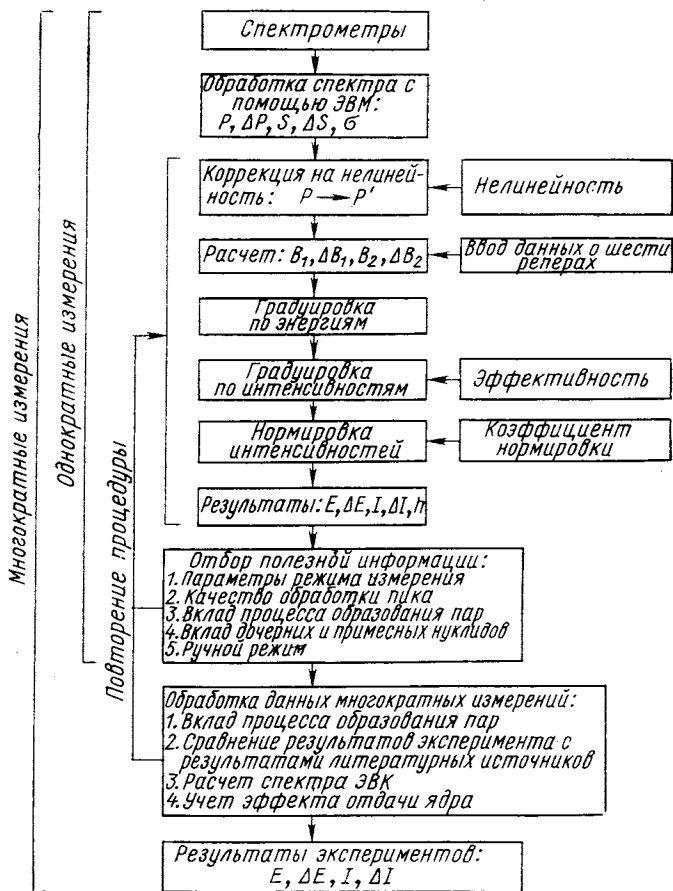 Спектрометры
Обработка спектра с
помощью ЭВМ:
P, ΔP, S, ΔS, σ
Коррекция на нелиней-
ность: P → P'
Нелинейность
Расчет: B₁, ΔB₁, B₂, ΔB₂
Ввод данных о шести
реперах
Градуировка
по энергиям
Градуировка
по интенсивностям
Эффективность
Нормировка
интенсивностей
Коэффициент
нормировки
Результаты: E, ΔE, I, ΔI, h
Отбор полезной информации:
1. Параметры режима измерения
2. Качество обработки пика
3. Вклад процесса образования пар
4. Вклад дочерних и примесных нуклидов
5. Ручной режим
Обработка данных многократных измерений:
1. Вклад процесса образования пар
2. Сравнение результатов эксперимента с
результатами литературных источников
3. Расчет спектра ЭВК
4. Учет эффекта отдачи ядра
Результаты экспериментов:
E, ΔE, I, ΔI
Многократные измерения
Однократные измерения
Повторение процедуры